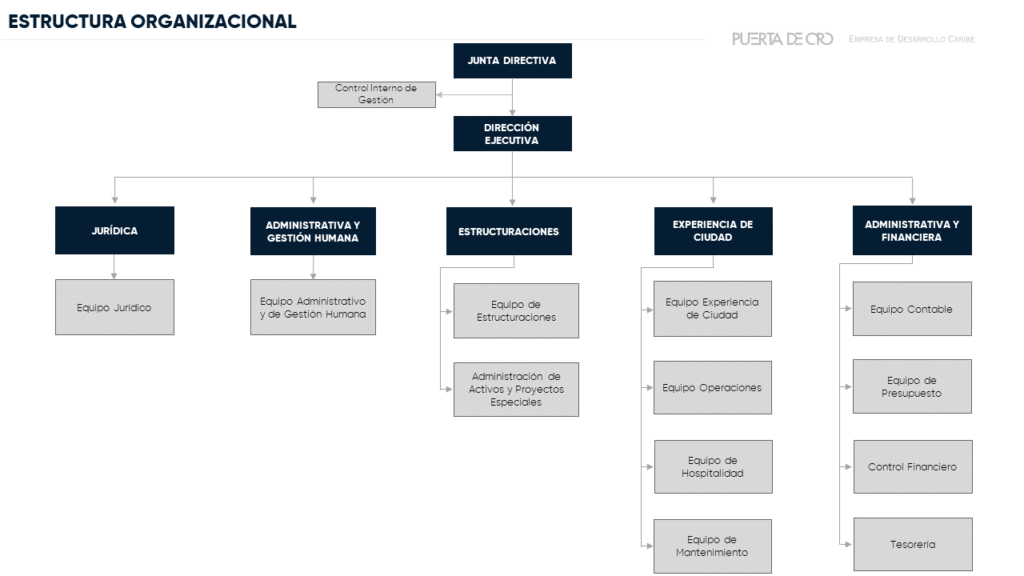 ESTRUCTURA ORGANIZACIONAL
PUERTA DE ORO
EMPRESA DE DESARROLLO CARIBE
JUNTA DIRECTIVA
Control Interno de
Gestión
DIRECCIÓN
EJECUTIVA
JURÍDICA
ADMINISTRATIVA Y
GESTIÓN HUMANA
ESTRUCTURACIONES
EXPERIENCIA DE
CIUDAD
ADMINISTRATIVA Y
FINANCIERA
Equipo Jurídico
Equipo Administrativo
y de Gestión Humana
Equipo de
Estructuraciones
Administración de
Activos y Proyectos
Especiales
Equipo Experiencia
de Ciudad
Equipo Operaciones
Equipo de
Hospitalidad
Equipo de
Mantenimiento
Equipo Contable
Equipo de
Presupuesto
Control Financiero
Tesorería